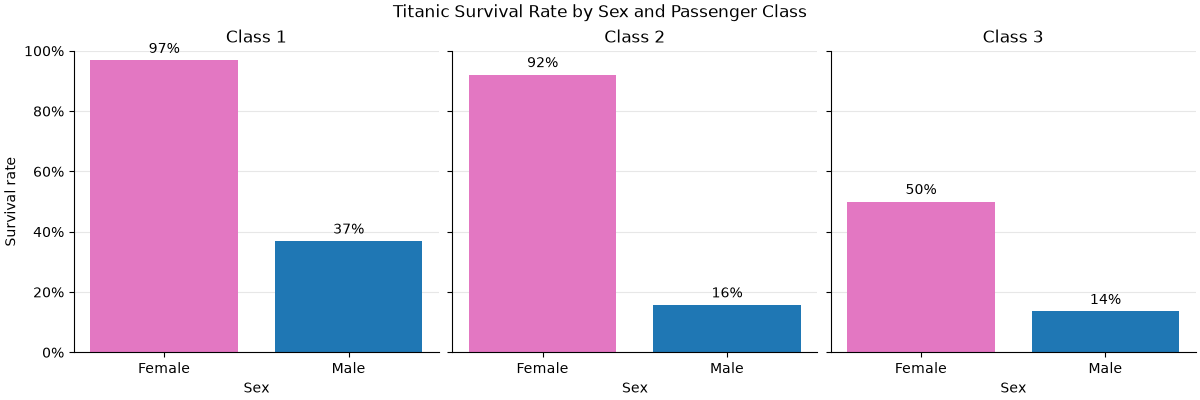 Titanic Survival Rate by Sex and Passenger Class
Class 1
Class 2
Class 3
Survival rate
100%
80%
60%
40%
20%
0%
97%
37%
92%
16%
50%
14%
Female
Male
Female
Male
Female
Male
Sex
Sex
Sex